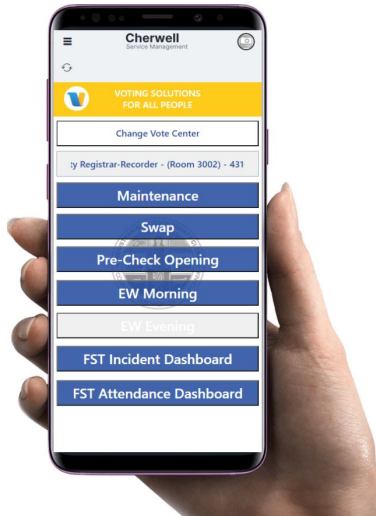 Cherwell
Service Management
VOTING SOLUTIONS
FOR ALL PEOPLE
Change Vote Center
ty Registrar-Recorder - (Room 3002) - 431
Maintenance
Swap
Pre-Check Opening
EW Morning
EW Evening
FST Incident Dashboard
FST Attendance Dashboard